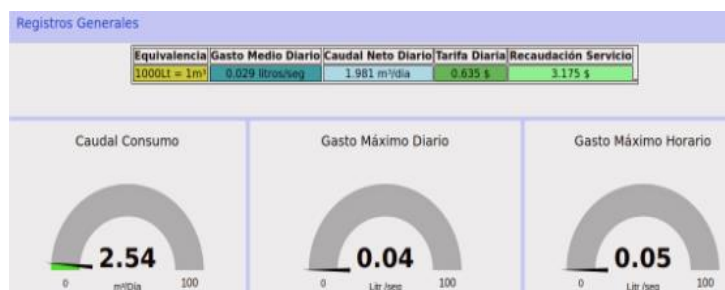 Registros Generales
Equivalencia Gasto Medio Diario Caudal Neto Diario Tarifa Diaria Recaudación Servicio
1000Lt = 1m³ 0.029 litros/seg 1.981 m³/dia 0.635 $ 3.175 $
Caudal Consumo Gasto Máximo Diario Gasto Máximo Horario
2.54 0.04 0.05
0 m³/Dia 100 0 Litr /seg 100 0 Litr /seg 100